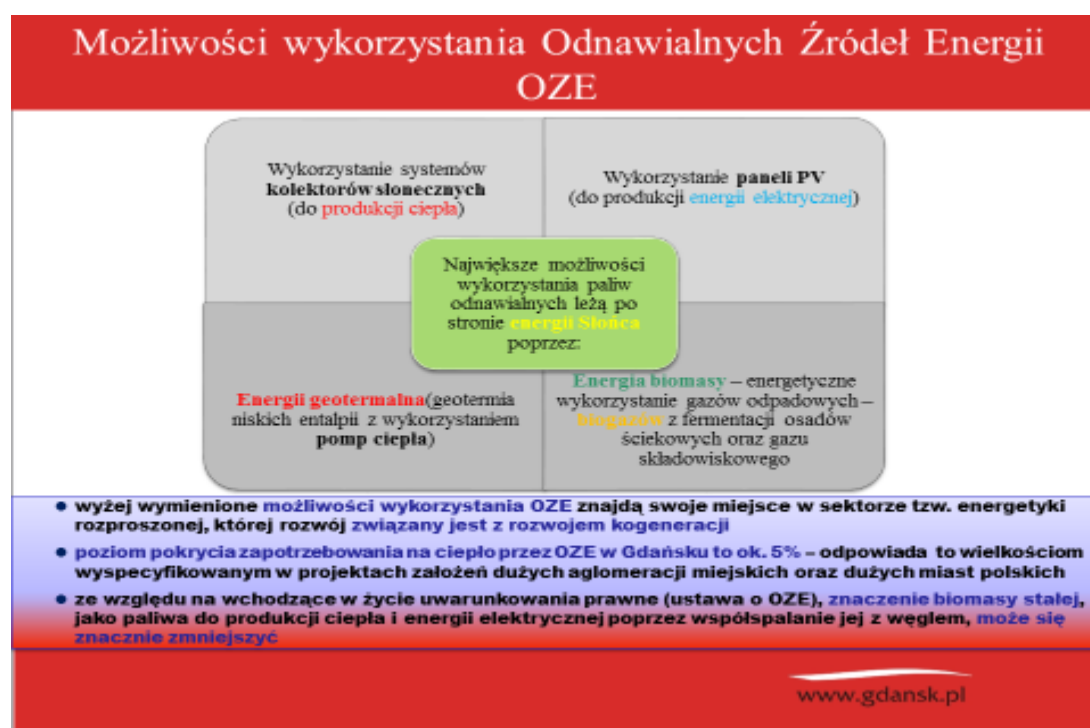 Możliwości wykorzystania Odnawialnych Źródeł Energii
OZE
Wykorzystanie systemów
kolektorów słonecznych
(do produkcji ciepła)
Wykorzystanie paneli PV
(do produkcji energii elektrycznej)
Największe możliwości
wykorzystania paliw
odnawialnych leżą po
stronie energii Słońca
poprzez:
Energii geotermalna(geotermia
niskich entalpii z wykorzystaniem
pomp ciepła)
Energia biomasy – energetyczne
wykorzystanie gazów odpadowych –
biogazów z fermentacji osadów
ściekowych oraz gazu
składowiskowego
● wyżej wymienione możliwości wykorzystania OZE znajdą swoje miejsce w sektorze tzw. energetyki
rozproszonej, której rozwój związany jest z rozwojem kogeneracji
● poziom pokrycia zapotrzebowania na ciepło przez OZE w Gdańsku to ok. 5% – odpowiada to wielkościom
wyspecyfikowanym w projektach założeń dużych aglomeracji miejskich oraz dużych miast polskich
● ze względu na wchodzące w życie uwarunkowania prawne (ustawa o OZE), znaczenie biomasy stałej,
jako paliwa do produkcji ciepła i energii elektrycznej poprzez współspalanie jej z węglem, może się
znacznie zmniejszyć
www.gdansk.pl